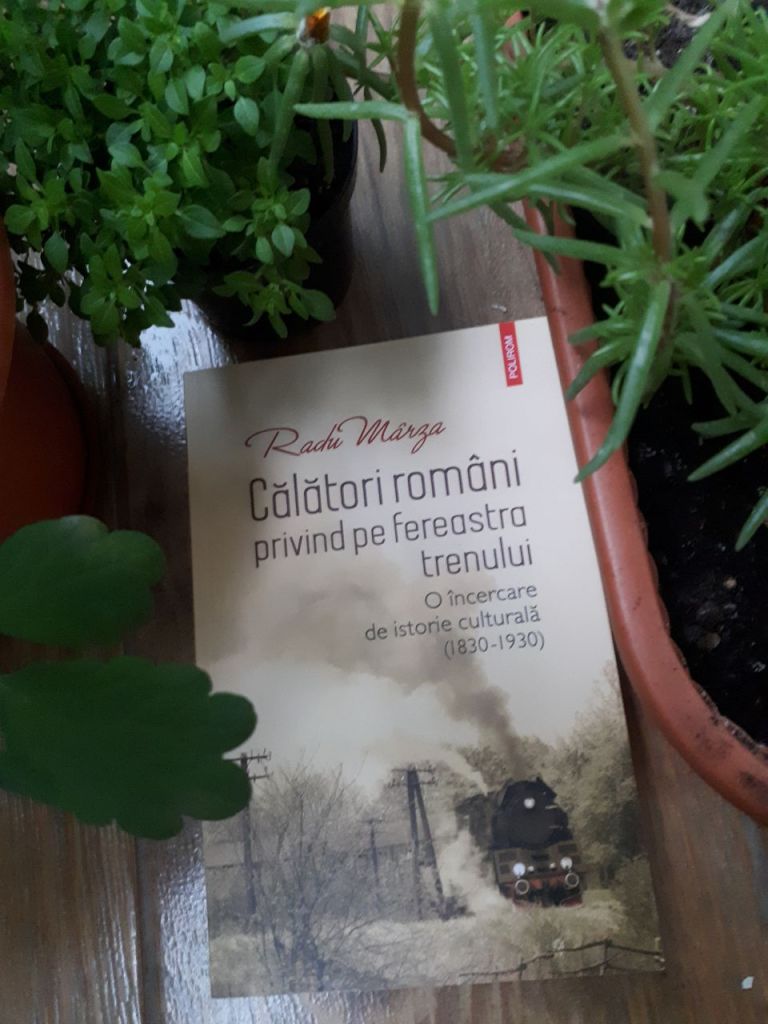 POLIROM
Radu Mârza
Călători români
privind pe fereastra
trenului
O încercare
de istorie culturală
(1830-1930)